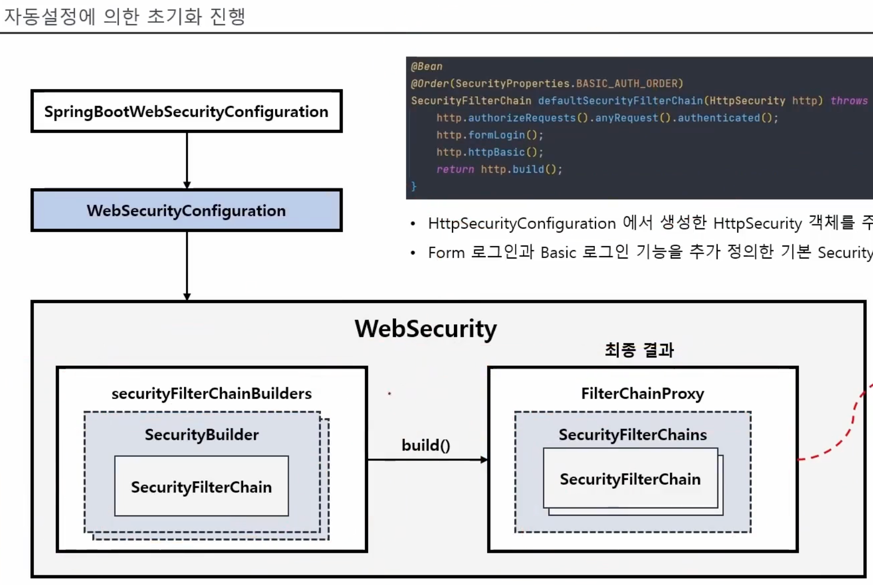 자동설정에 의한 초기화 진행
SpringBootWebSecurityConfiguration
WebSecurityConfiguration
@Bean
@Order(SecurityProperties.BASIC_AUTH_ORDER)
SecurityFilterChain defaultSecurityFilterChain(HttpSecurity http) throws
http.authorizeRequests().anyRequest().authenticated();
http.formLogin();
http.httpBasic();
return http.build();
}
• HttpSecurityConfiguration 에서 생성한 HttpSecurity 객체를 주
• Form 로그인과 Basic 로그인 기능을 추가 정의한 기본 Security
WebSecurity
최종 결과
securityFilterChainBuilders
SecurityBuilder
SecurityFilterChain
build()
FilterChainProxy
SecurityFilterChains
SecurityFilterChain